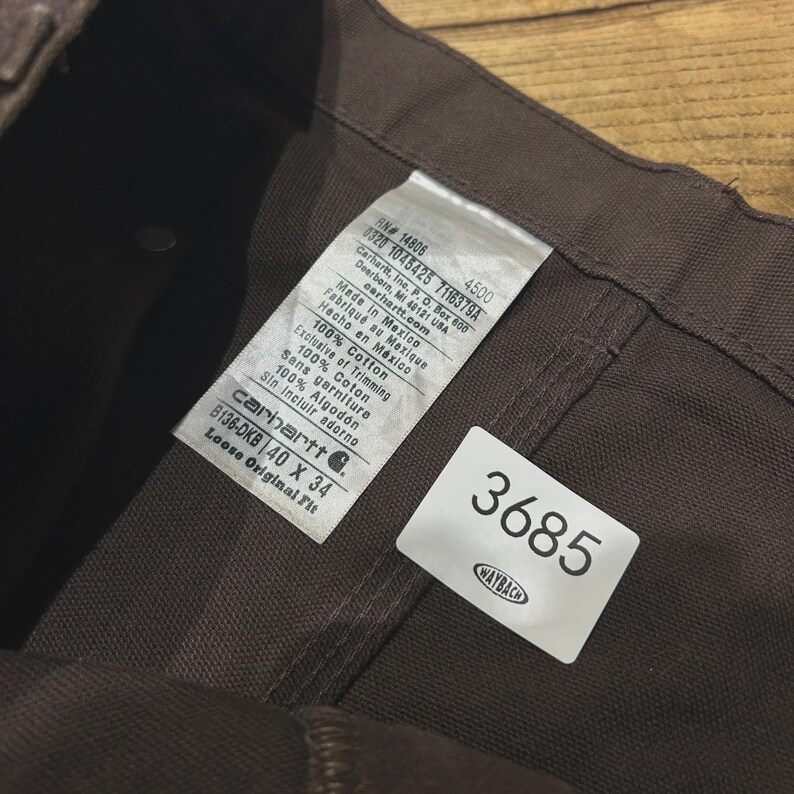 RN# 14806
4500
0320 1045425 7116379A
Carhartt, Inc. P. O. Box 600
Dearborn, MI 48121 USA
carhartt.com
Made in Mexico
Fabriqué au Mexique
Hecho en México
100% Cotton
Exclusive of Trimming
100% Coton
Sans garniture
100% Algodón
Sin incluir adorno
carhartt
B136-DKB 40 X 34
Loose Original Fit
3685
WAYBACH